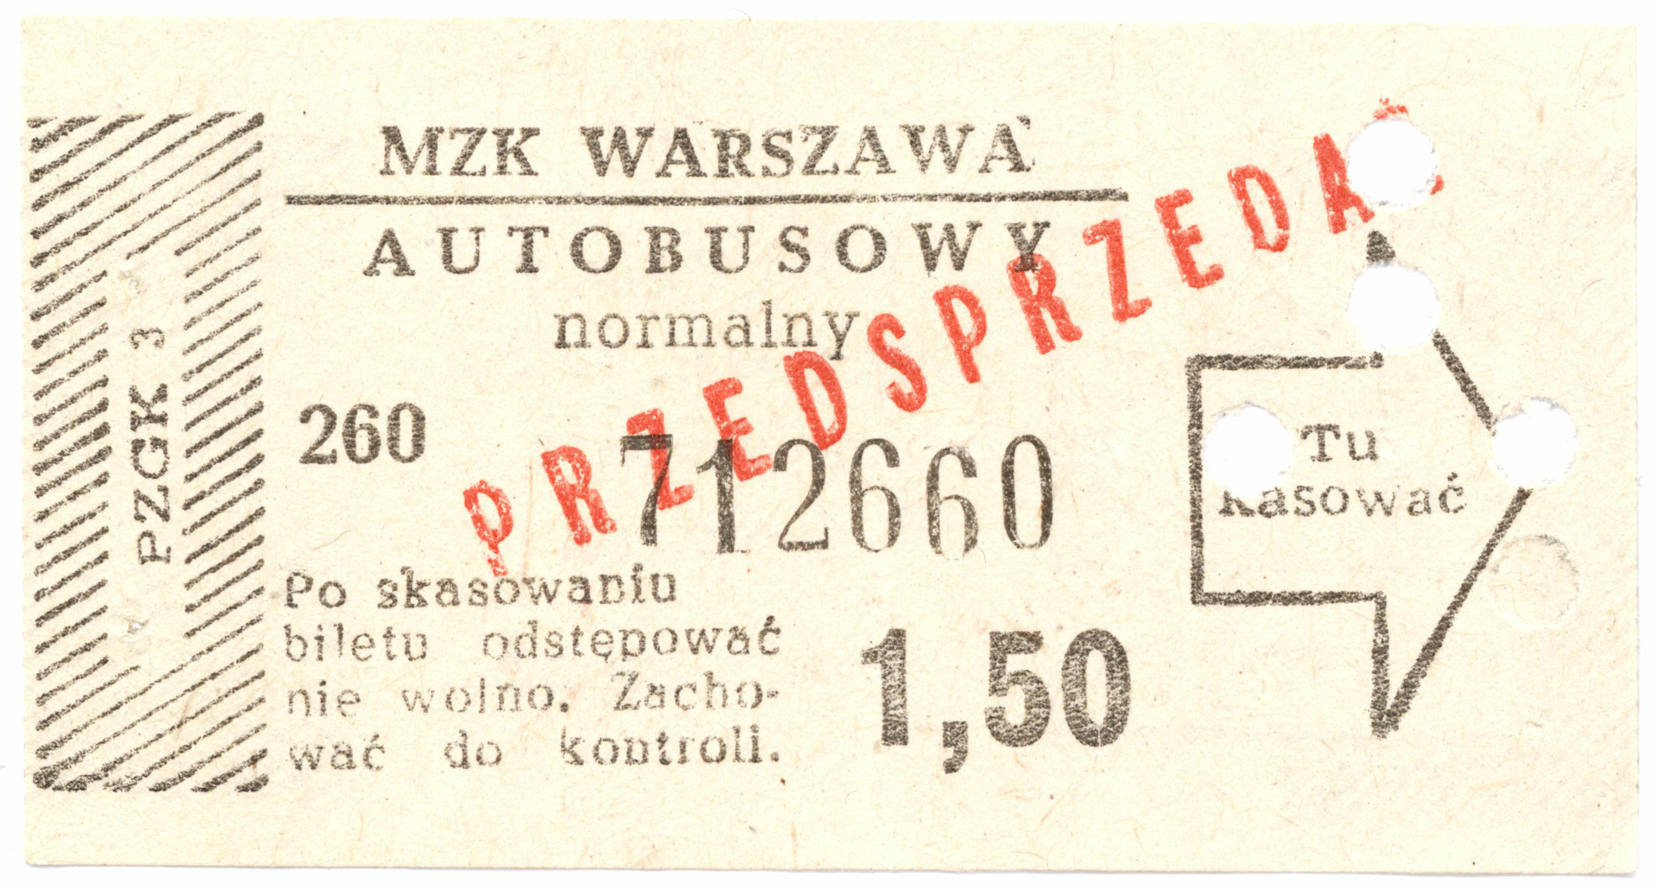 MZK WARSZAWA
AUTOBUSOWY
normalny
PRZEDSPRZEDAŻ
260
712660
PZGK 3
Po skasowaniu
biletu odstępować
nie wolno. Zacho-
wać do kontroli.
1,50
Tu
kasować